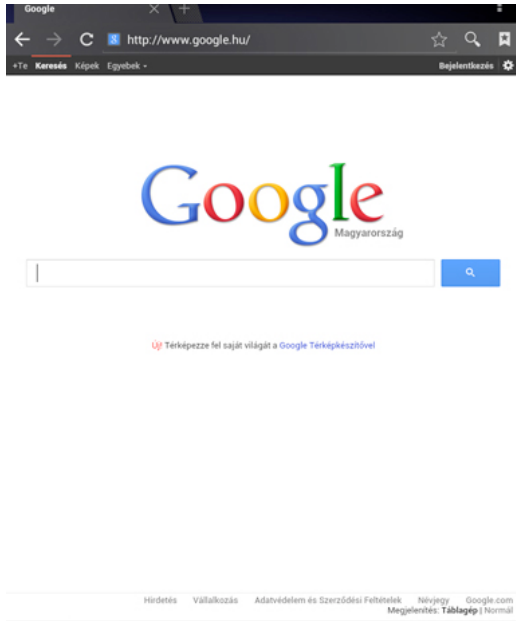 Google
http://www.google.hu/
+Te Keresés Képek Egyebek Bejelentkezés
Google
Magyarország
Új! Térképezze fel saját világát a Google Térképkészítővel
Hirdetés Vállalkozás Adatvédelem és Szerződési Feltételek Névjegy Google.com
Megjelenítés: Táblagép | Normál